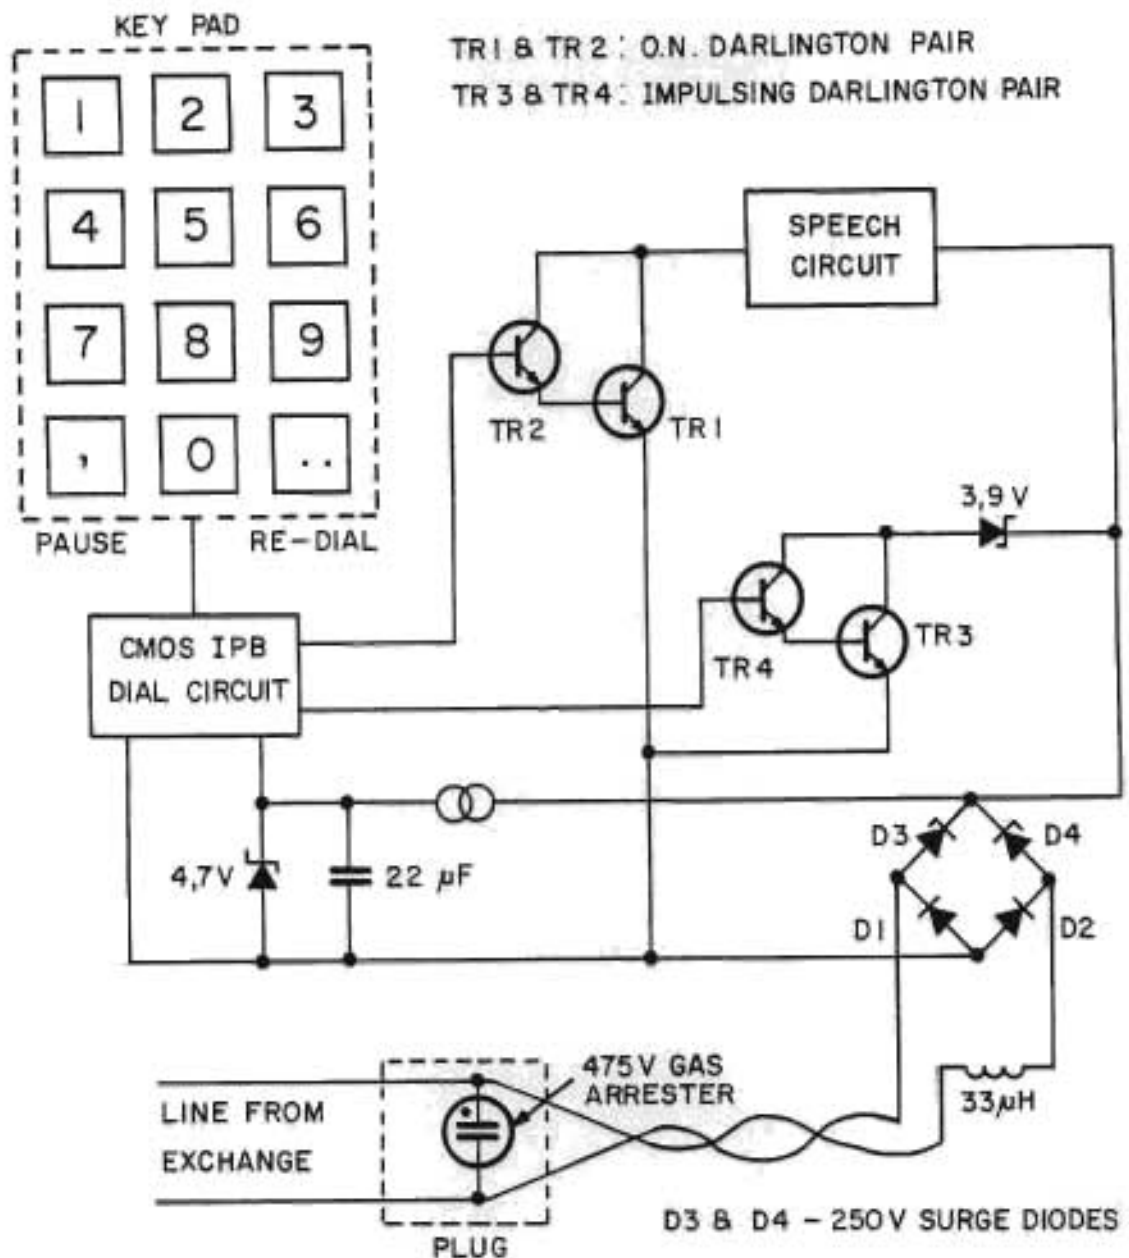 KEY PAD
TR1 & TR2: O.N. DARLINGTON PAIR
TR3 & TR4: IMPULSING DARLINGTON PAIR
1 2 3
4 5 6
7 8 9
, 0 ..
PAUSE RE-DIAL
SPEECH
CIRCUIT
TR2 TR1
3,9 V
TR4 TR3
CMOS IPB
DIAL CIRCUIT
4,7V 22 µF
D3 D4
D1 D2
475V GAS
ARRESTER
33µH
LINE FROM
EXCHANGE
PLUG
D3 & D4 - 250V SURGE DIODES